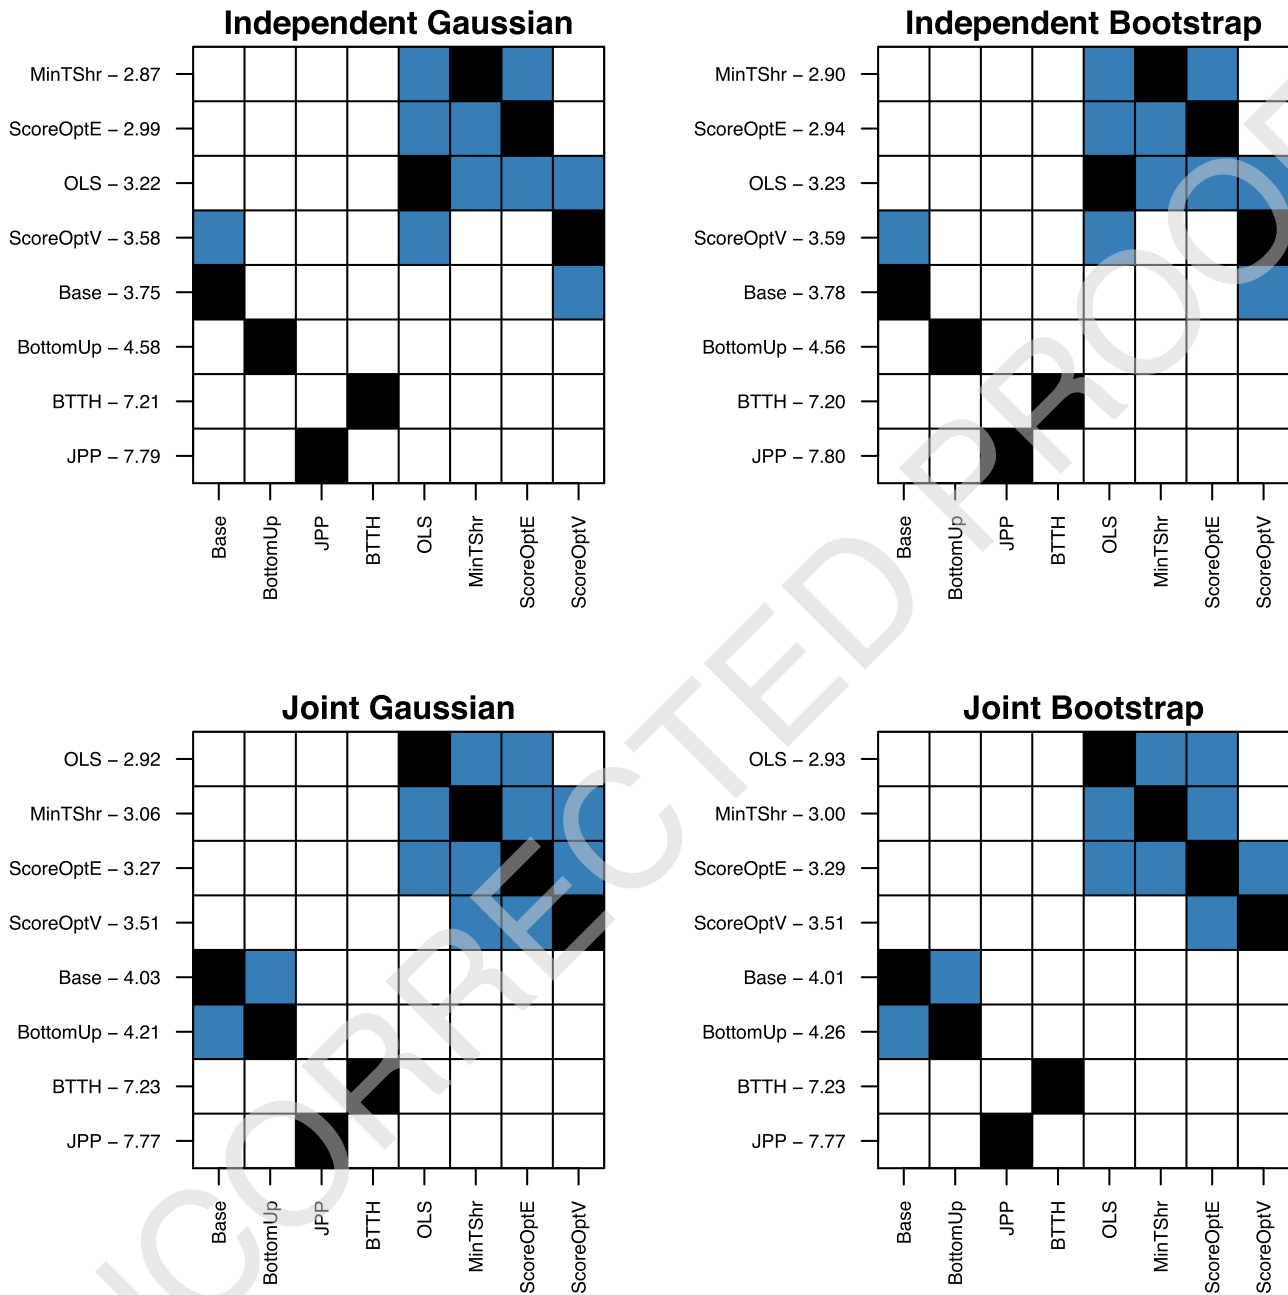 Independent Gaussian
MinTShr − 2.87
ScoreOptE − 2.99
OLS − 3.22
ScoreOptV − 3.58
Base − 3.75
BottomUp − 4.58
BTTH − 7.21
JPP − 7.79
Base
BottomUp
JPP
BTTH
OLS
MinTShr
ScoreOptE
ScoreOptV
Independent Bootstrap
MinTShr − 2.90
ScoreOptE − 2.94
OLS − 3.23
ScoreOptV − 3.59
Base − 3.78
BottomUp − 4.56
BTTH − 7.20
JPP − 7.80
Base
BottomUp
JPP
BTTH
OLS
MinTShr
ScoreOptE
ScoreOptV
Joint Gaussian
OLS − 2.92
MinTShr − 3.06
ScoreOptE − 3.27
ScoreOptV − 3.51
Base − 4.03
BottomUp − 4.21
BTTH − 7.23
JPP − 7.77
Base
BottomUp
JPP
BTTH
OLS
MinTShr
ScoreOptE
ScoreOptV
Joint Bootstrap
OLS − 2.93
MinTShr − 3.00
ScoreOptE − 3.29
ScoreOptV − 3.51
Base − 4.01
BottomUp − 4.26
BTTH − 7.23
JPP − 7.77
Base
BottomUp
JPP
BTTH
OLS
MinTShr
ScoreOptE
ScoreOptV
NCORRECTED PROOF